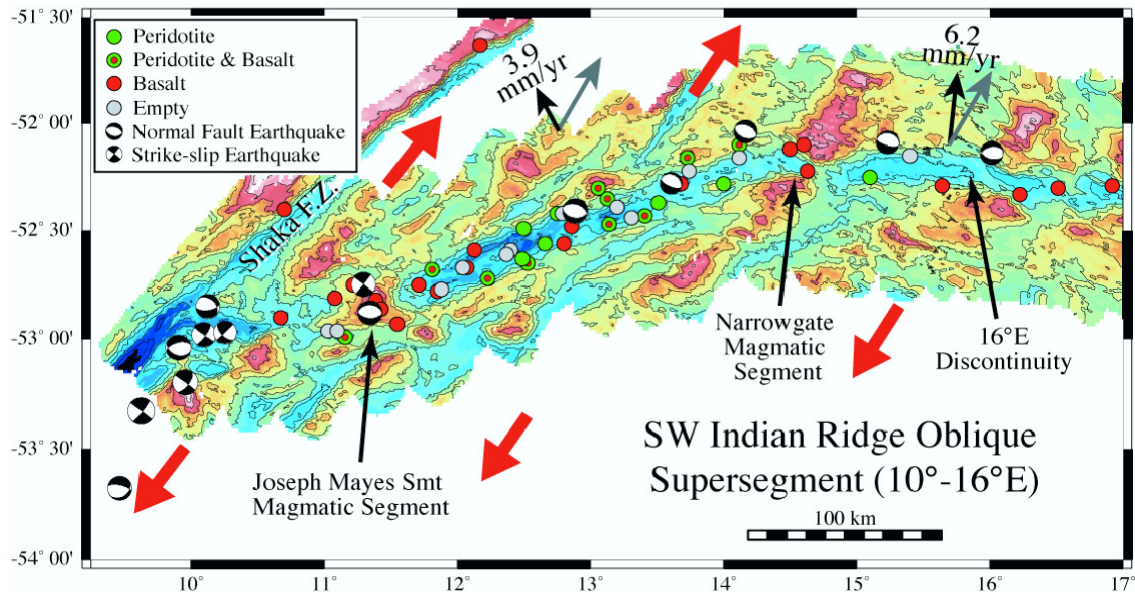 -51° 30'
-52° 00'
-52° 30'
-53° 00'
-53° 30'
-54° 00'
Peridotite
Peridotite & Basalt
Basalt
Empty
Normal Fault Earthquake
Strike-slip Earthquake
3.9
mm/yr
6.2
mm/yr
Shaka F.Z.
Narrowgate
Magmatic
Segment
16°E
Discontinuity
Joseph Mayes Smt
Magmatic Segment
SW Indian Ridge Oblique
Supersegment (10°-16°E)
100 km
10° 11° 12° 13° 14° 15° 16° 17°